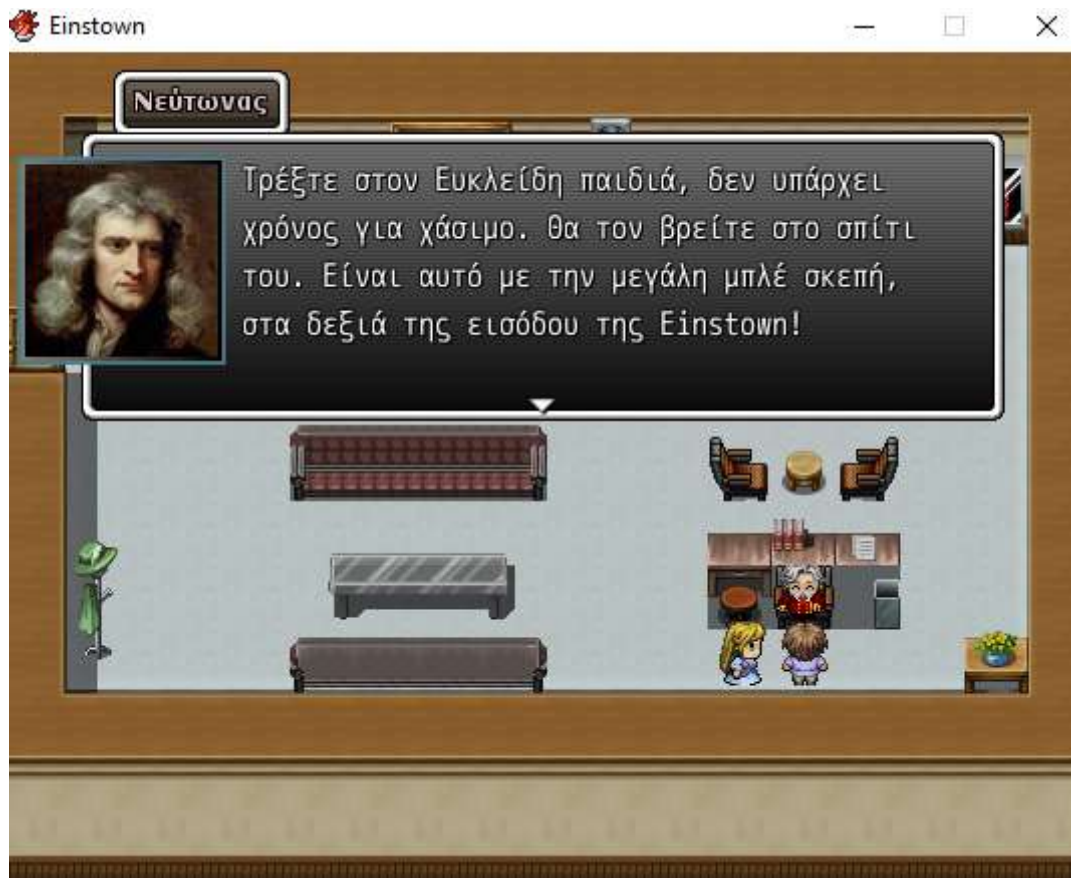 Einstown
Νεύτωνας
Τρέξτε στον Ευκλείδη παιδιά, δεν υπάρχει
χρόνος για χάσιμο. Θα τον βρείτε στο σπίτι
του. Είναι αυτό με την μεγάλη μπλέ σκεπή,
στα δεξιά της εισόδου της Einstown!